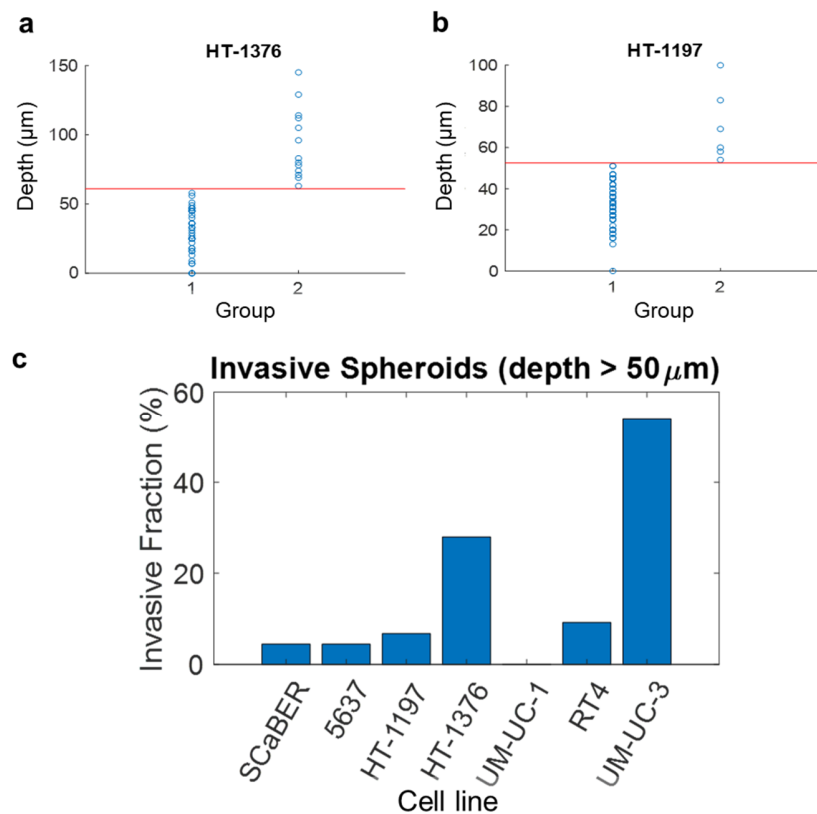 a
HT-1376
150
100
50
0
Depth (µm)
1
2
Group
b
HT-1197
100
80
60
40
20
0
Depth (µm)
1
2
Group
c
Invasive Spheroids (depth > 50 µm)
60
40
20
0
Invasive Fraction (%)
SCaBER
5637
HT-1197
HT-1376
UM-UC-1
RT4
UM-UC-3
Cell line